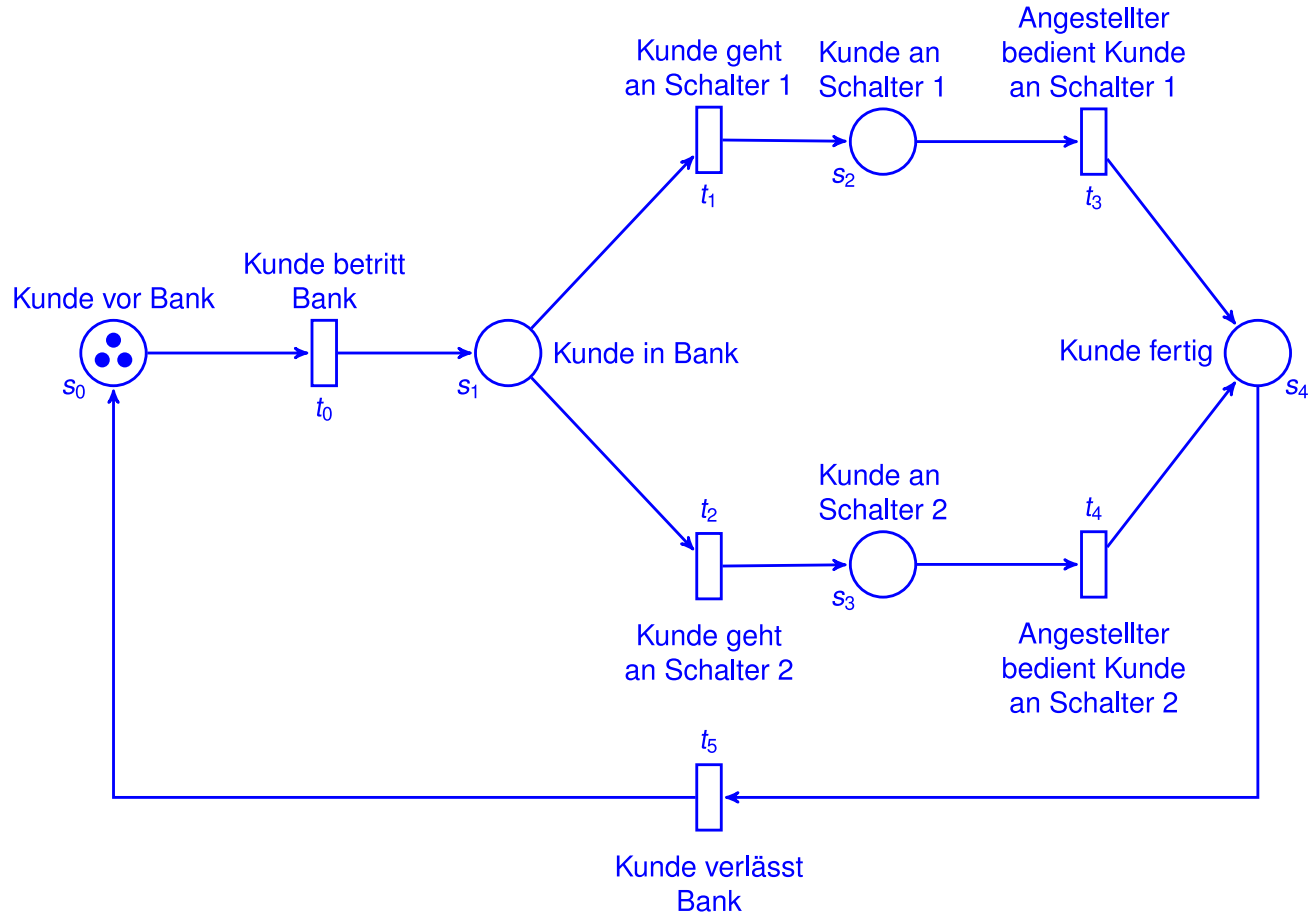 Kunde geht
an Schalter 1
Kunde an
Schalter 1
Angestellter
bedient Kunde
an Schalter 1
s₂
t₁
t₃
Kunde vor Bank
Kunde betritt
Bank
Kunde in Bank
Kunde fertig
s₀
t₀
s₁
s₄
Kunde an
Schalter 2
t₂
t₄
s₃
Kunde geht
an Schalter 2
Angestellter
bedient Kunde
an Schalter 2
t₅
Kunde verlässt
Bank